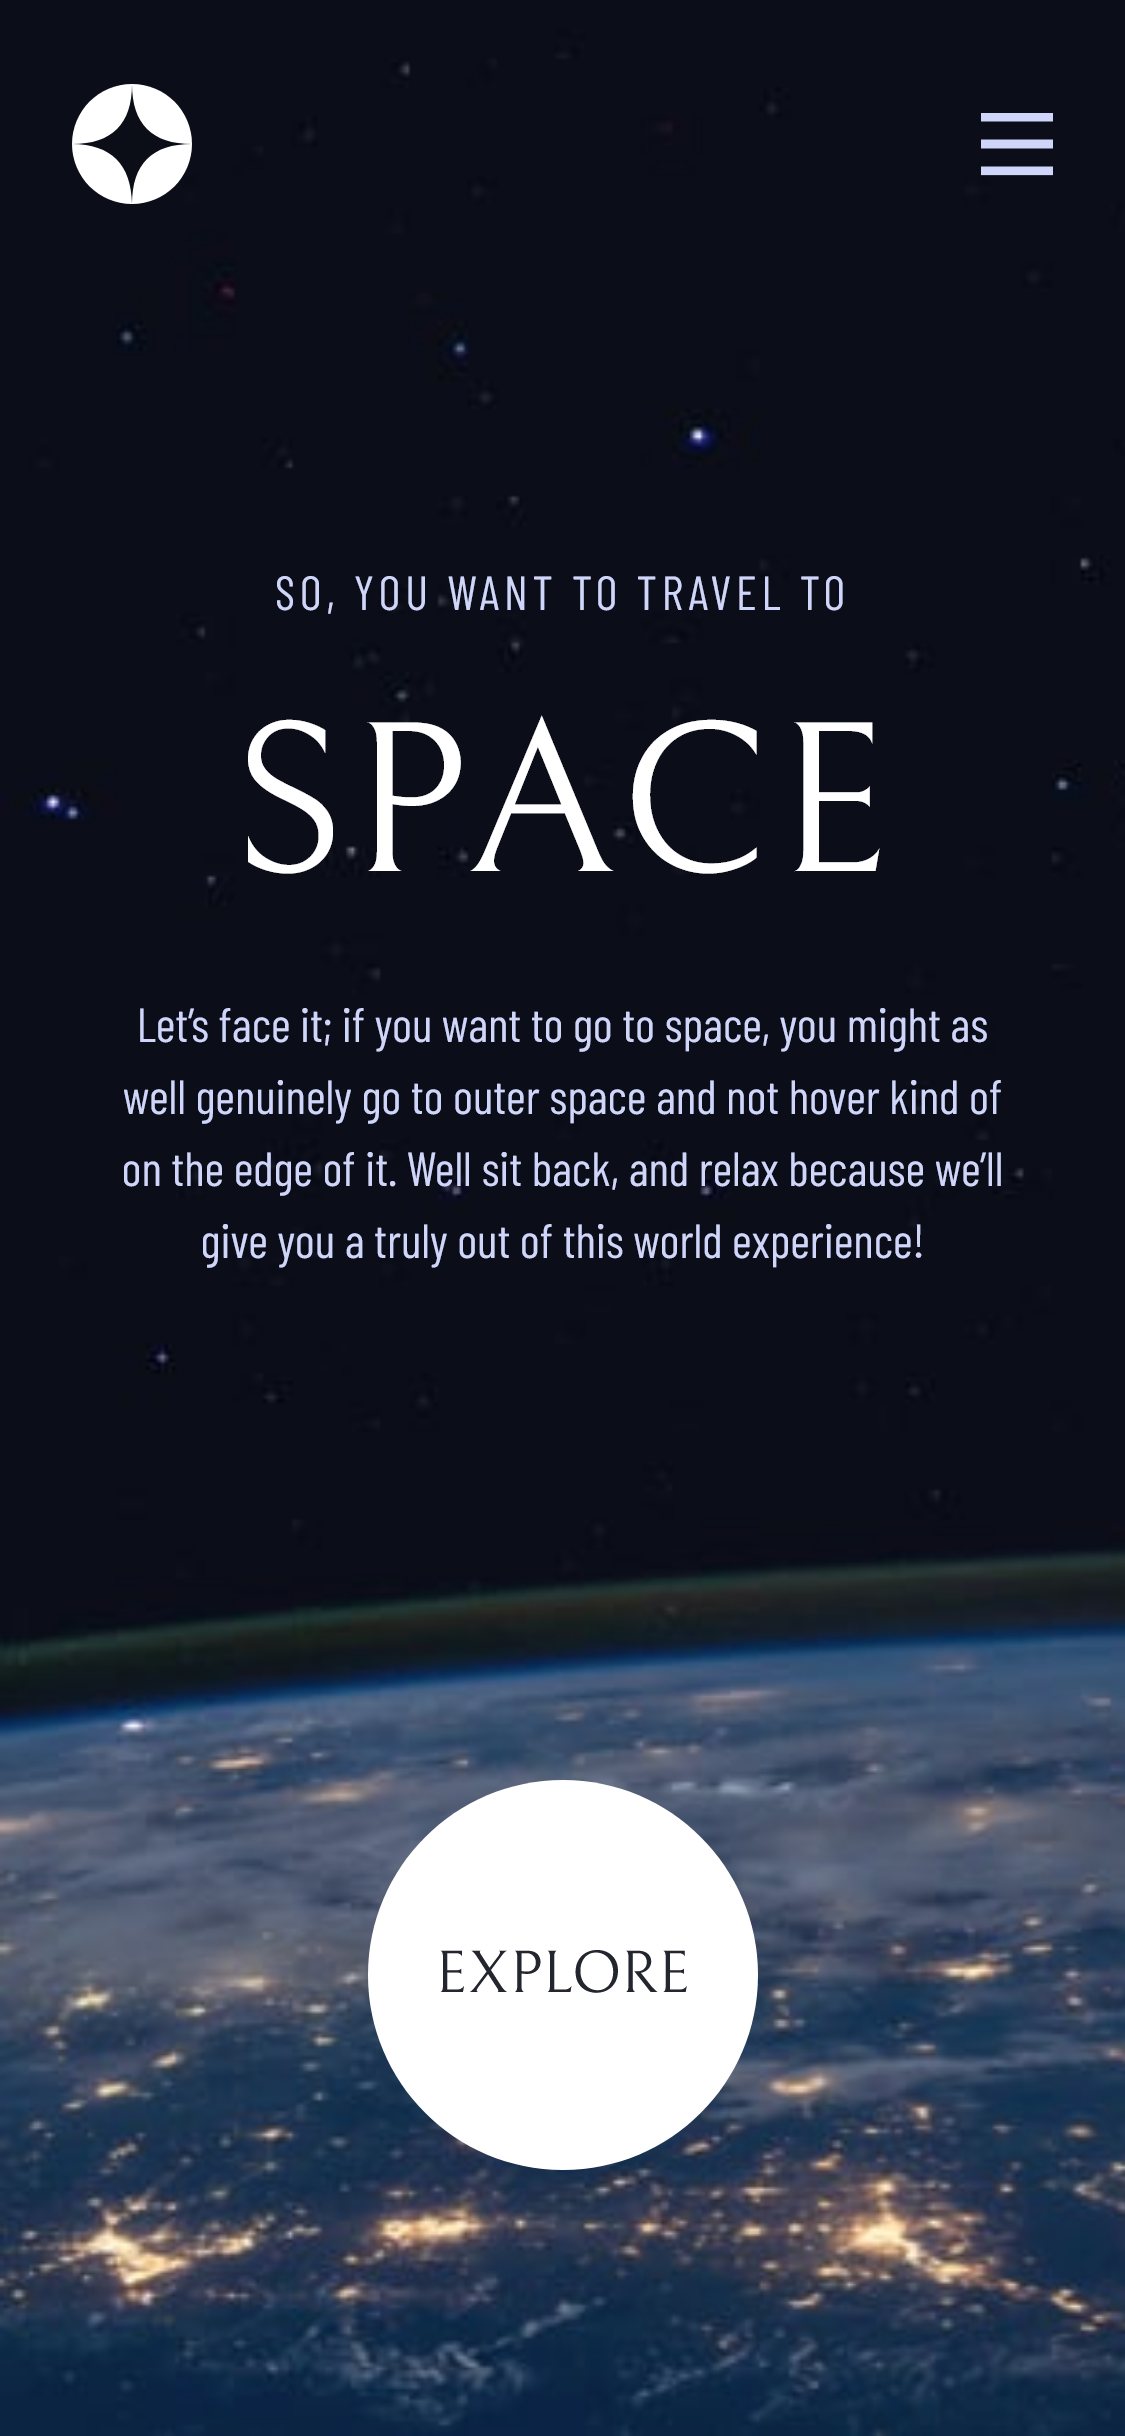 SO, YOU WANT TO TRAVEL TO
SPACE
Let’s face it; if you want to go to space, you might as
well genuinely go to outer space and not hover kind of
on the edge of it. Well sit back, and relax because we’ll
give you a truly out of this world experience!
EXPLORE